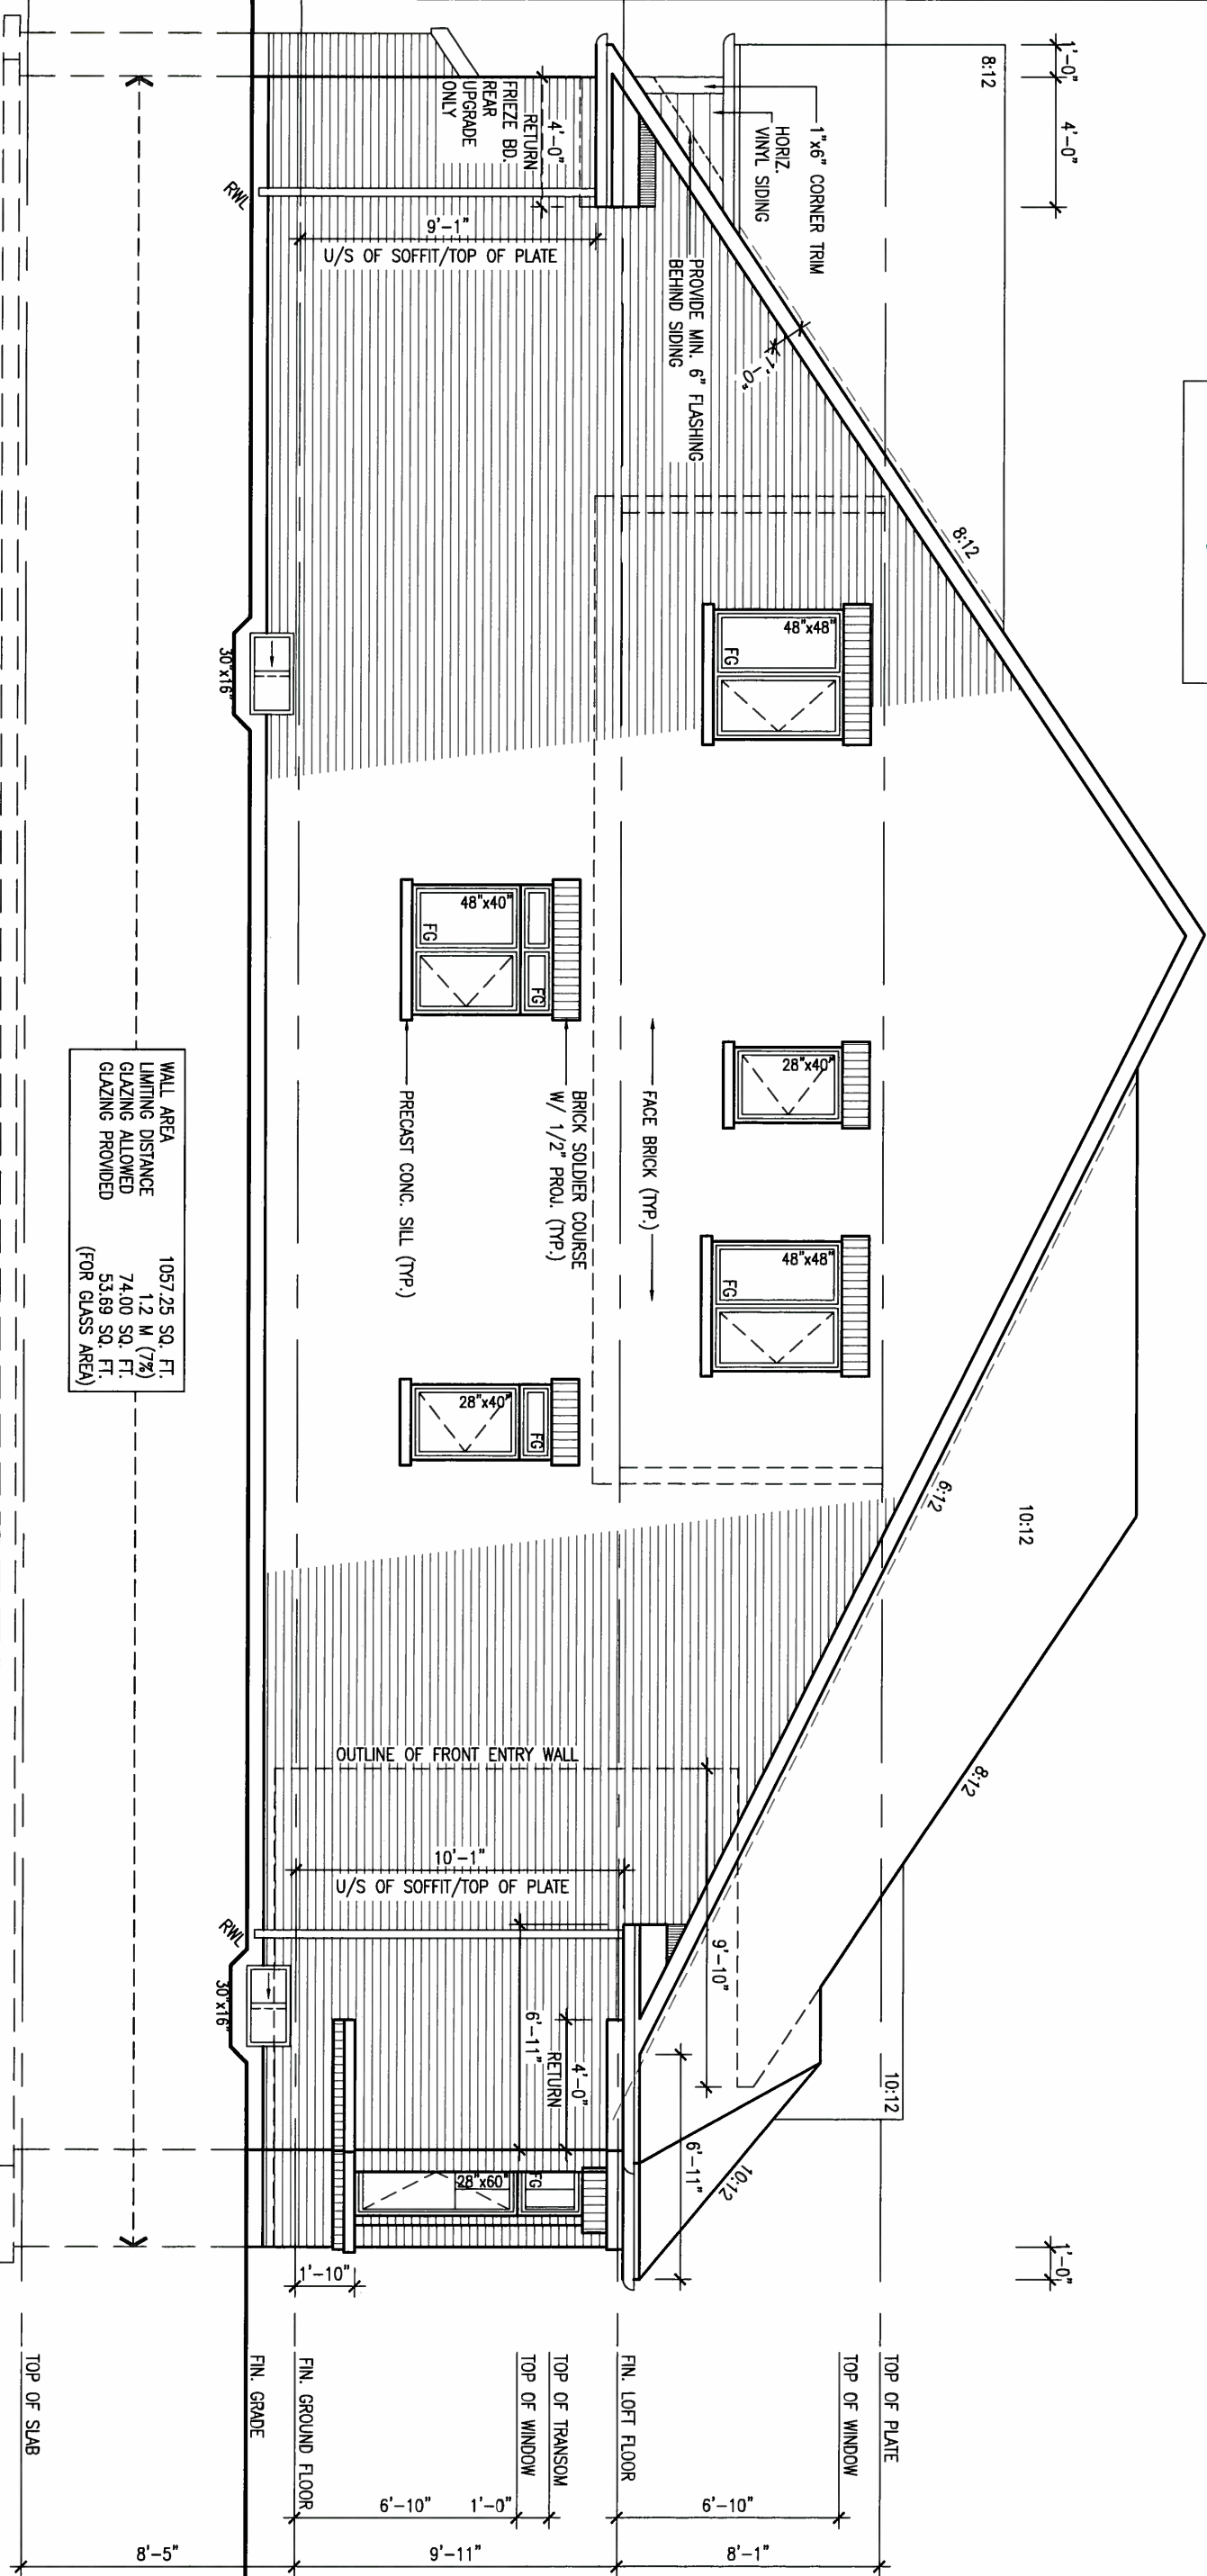 1'-0"
4'-0"
8:12
1"x6" CORNER TRIM
HORIZ.
VINYL SIDING
PROVIDE MIN. 6" FLASHING
BEHIND SIDING
4'-0"
RETURN
FRIEZE BD.
REAR
UPGRADE
ONLY
RWL
9'-1"
U/S OF SOFFIT/TOP OF PLATE
1'-0"
8:12
48"x48"
FG
30"x16"
48"x40"
FG
FG
28"x40"
FACE BRICK (TYP.)
BRICK SOLDIER COURSE
W/ 1/2" PROJ. (TYP.)
PRECAST CONC. SILL (TYP.)
48"x48"
FG
28"x40"
FG
WALL AREA 1057.25 SQ. FT.
LIMITING DISTANCE 1.2 M (7%)
GLAZING ALLOWED 74.00 SQ. FT.
GLAZING PROVIDED 53.69 SQ. FT.
(FOR GLASS AREA)
6:12
10:12
8:12
OUTLINE OF FRONT ENTRY WALL
10'-1"
U/S OF SOFFIT/TOP OF PLATE
RWL
30"x16"
9'-10"
6'-11"
4'-0"
RETURN
10:12
6'-11"
10:12
28"x60"
FG
1'-10"
1'-0"
TOP OF PLATE
TOP OF WINDOW
FIN. LOFT FLOOR
TOP OF TRANSOM
TOP OF WINDOW
FIN. GROUND FLOOR
FIN. GRADE
TOP OF SLAB
6'-10"
1'-0"
6'-10"
8'-1"
9'-11"
8'-5"